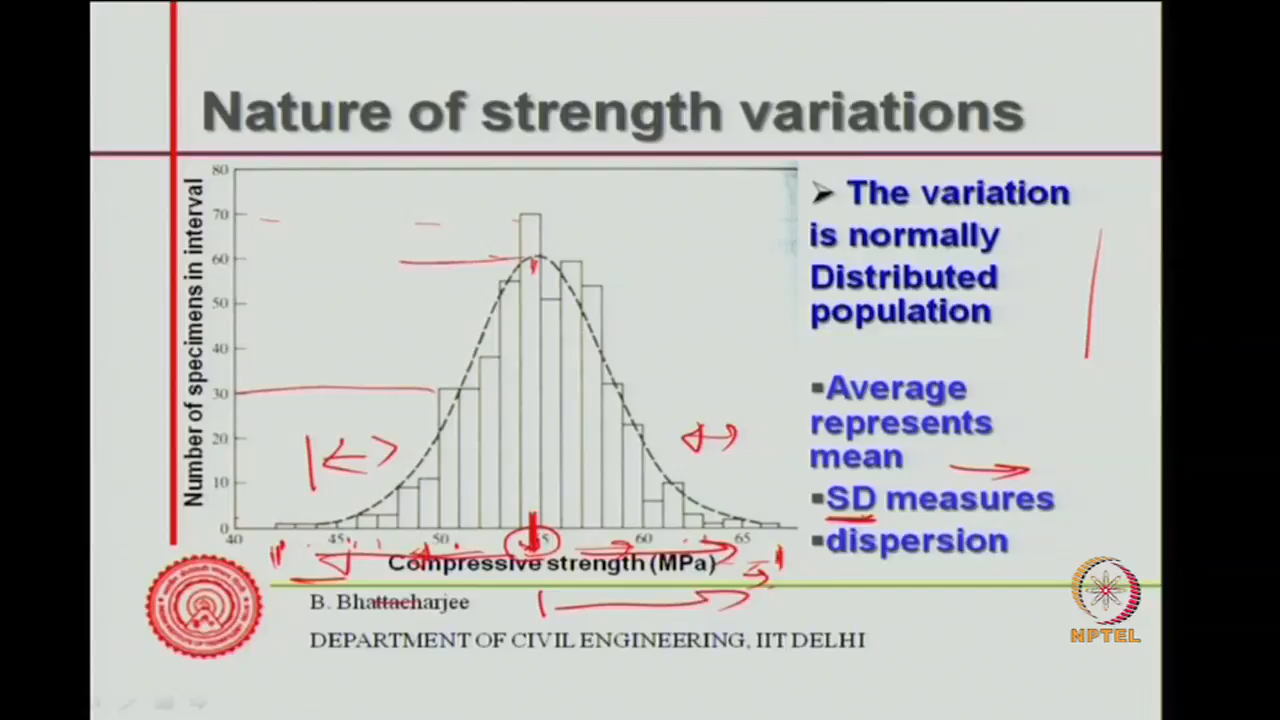 Nature of strength variations
Number of specimens in interval
80
70
60
50
40
30
20
10
0
40
45
50
55
60
65
Compressive strength (MPa)
➢ The variation
is normally
Distributed
population
▪Average
represents
mean
▪SD measures
▪dispersion
B. Bhattacharjee
DEPARTMENT OF CIVIL ENGINEERING, IIT DELHI
NPTEL